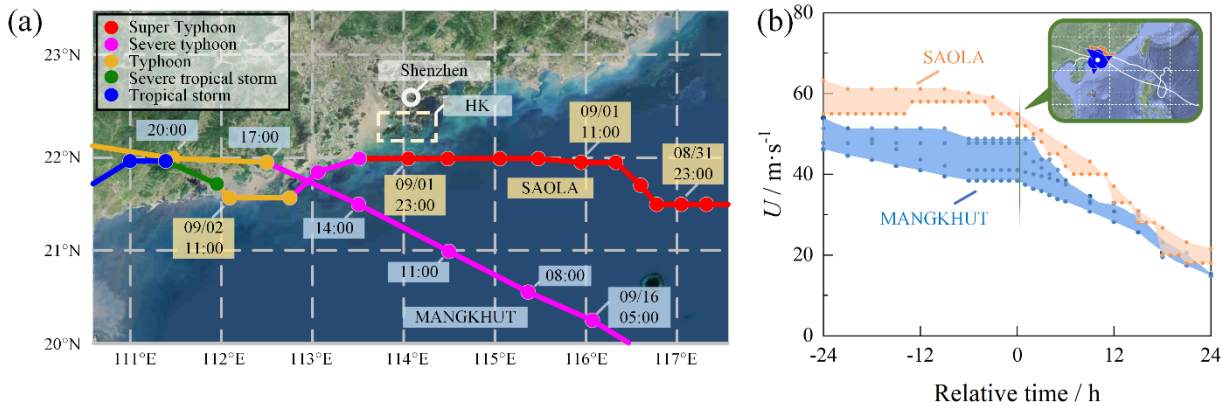 (a)
Super Typhoon
Severe typhoon
Typhoon
Severe tropical storm
Tropical storm
23°N
22°N
21°N
20°N
111°E
112°E
113°E
114°E
115°E
116°E
117°E
Shenzhen
HK
20:00
17:00
09/01
11:00
08/31
23:00
SAOLA
09/01
23:00
09/02
11:00
14:00
11:00
08:00
09/16
05:00
MANGKHUT
(b)
80
60
40
20
0
U / m·s⁻¹
SAOLA
MANGKHUT
-24
-12
0
12
24
Relative time / h